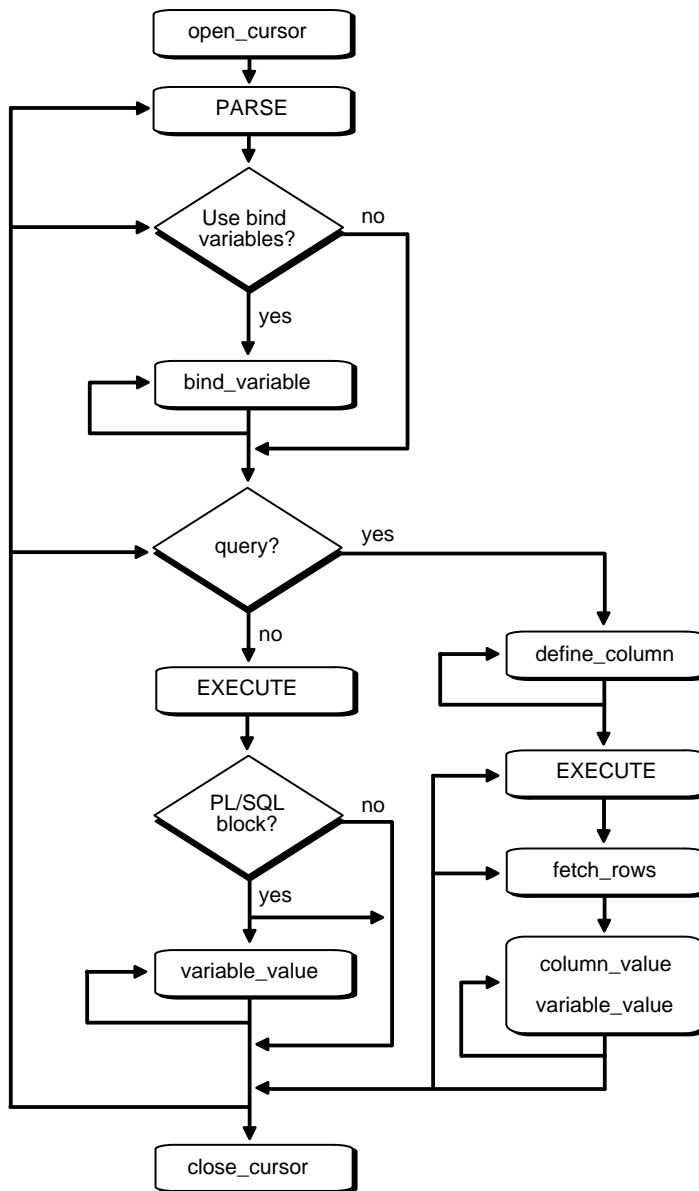 open_cursor
PARSE
Use bind
variables?
no
yes
bind_variable
query?
yes
no
define_column
EXECUTE
EXECUTE
PL/SQL
block?
no
fetch_rows
yes
variable_value
column_value
variable_value
close_cursor